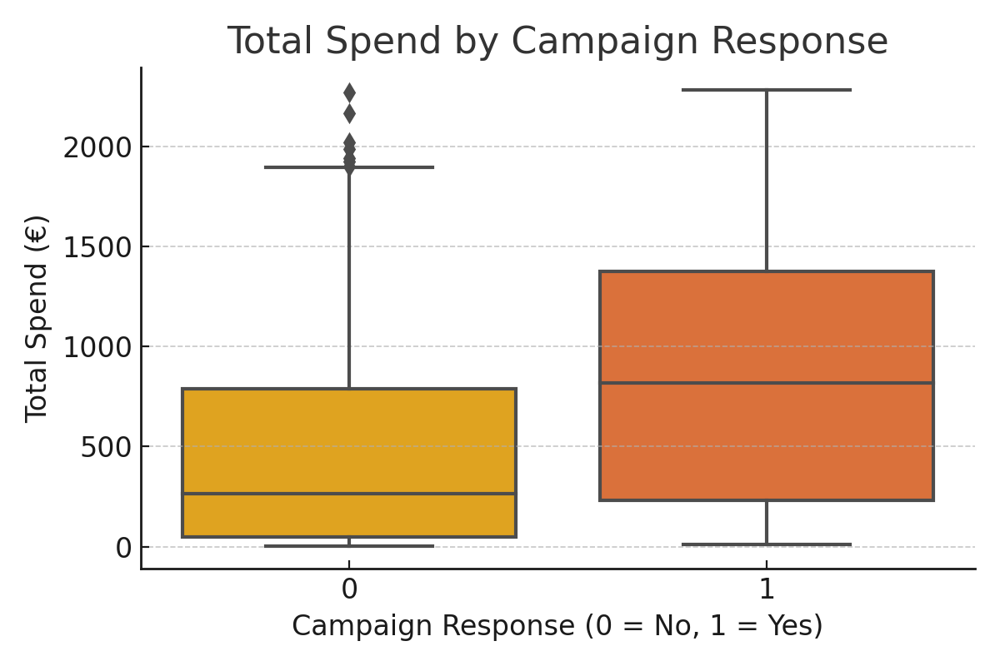 Total Spend by Campaign Response
Total Spend (€)
2000
1500
1000
500
0
0 1
Campaign Response (0 = No, 1 = Yes)